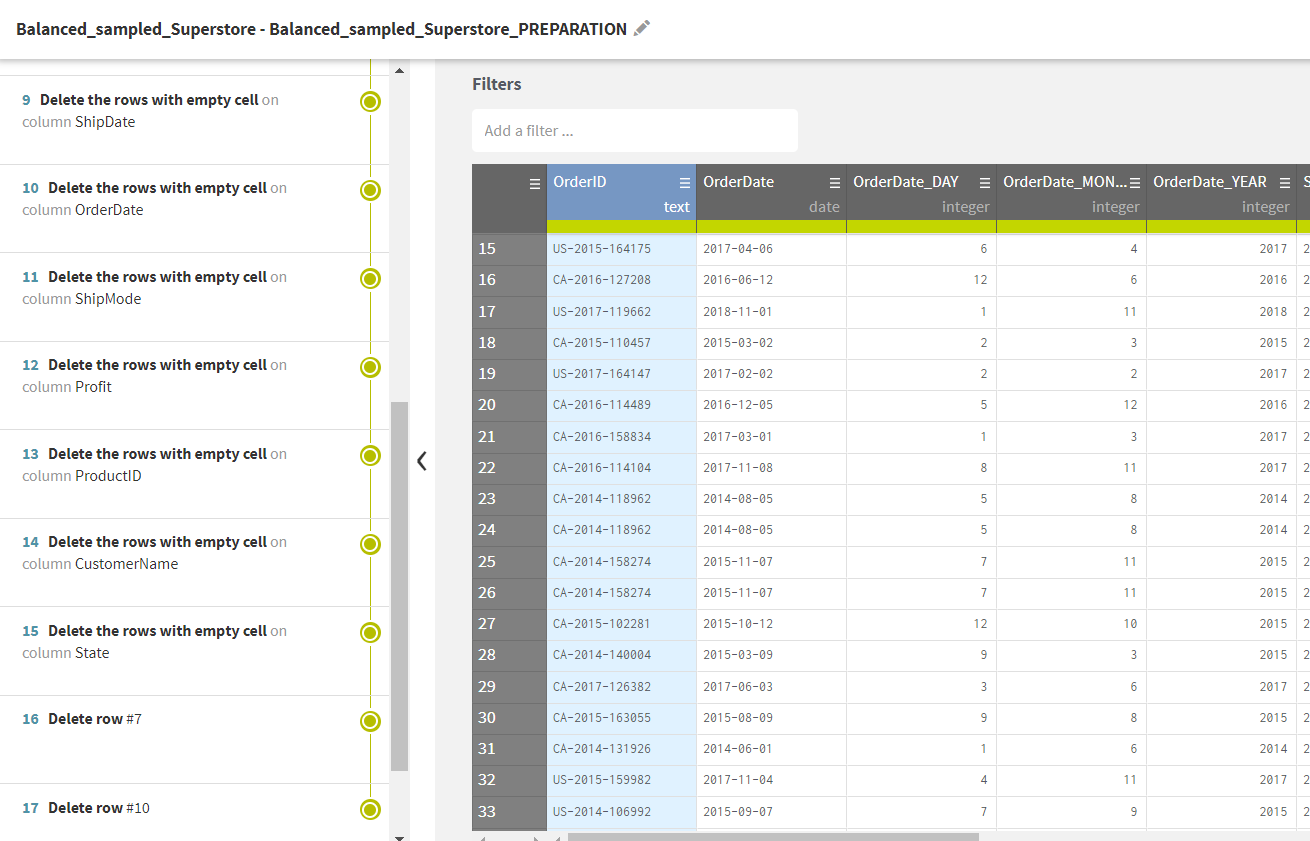 Balanced_sampled_Superstore - Balanced_sampled_Superstore_PREPARATION
9 Delete the rows with empty cell on
column ShipDate
10 Delete the rows with empty cell on
column OrderDate
11 Delete the rows with empty cell on
column ShipMode
12 Delete the rows with empty cell on
column Profit
13 Delete the rows with empty cell on
column ProductID
14 Delete the rows with empty cell on
column CustomerName
15 Delete the rows with empty cell on
column State
16 Delete row #7
17 Delete row #10
Filters
Add a filter ...
OrderID OrderDate OrderDate_DAY OrderDate_MON... OrderDate_YEAR S
text date integer integer integer
15 US-2015-164175 2017-04-06 6 4 2017 2
16 CA-2016-127208 2016-06-12 12 6 2016 2
17 US-2017-119662 2018-11-01 1 11 2018 2
18 CA-2015-110457 2015-03-02 2 3 2015 2
19 US-2017-164147 2017-02-02 2 2 2017 2
20 CA-2016-114489 2016-12-05 5 12 2016 2
21 CA-2016-158834 2017-03-01 1 3 2017 2
22 CA-2016-114104 2017-11-08 8 11 2017 2
23 CA-2014-118962 2014-08-05 5 8 2014 2
24 CA-2014-118962 2014-08-05 5 8 2014 2
25 CA-2014-158274 2015-11-07 7 11 2015 2
26 CA-2014-158274 2015-11-07 7 11 2015 2
27 CA-2015-102281 2015-10-12 12 10 2015 2
28 CA-2014-140004 2015-03-09 9 3 2015 2
29 CA-2017-126382 2017-06-03 3 6 2017 2
30 CA-2015-163055 2015-08-09 9 8 2015 2
31 CA-2014-131926 2014-06-01 1 6 2014 2
32 US-2015-159982 2017-11-04 4 11 2017 2
33 US-2014-106992 2015-09-07 7 9 2015 2